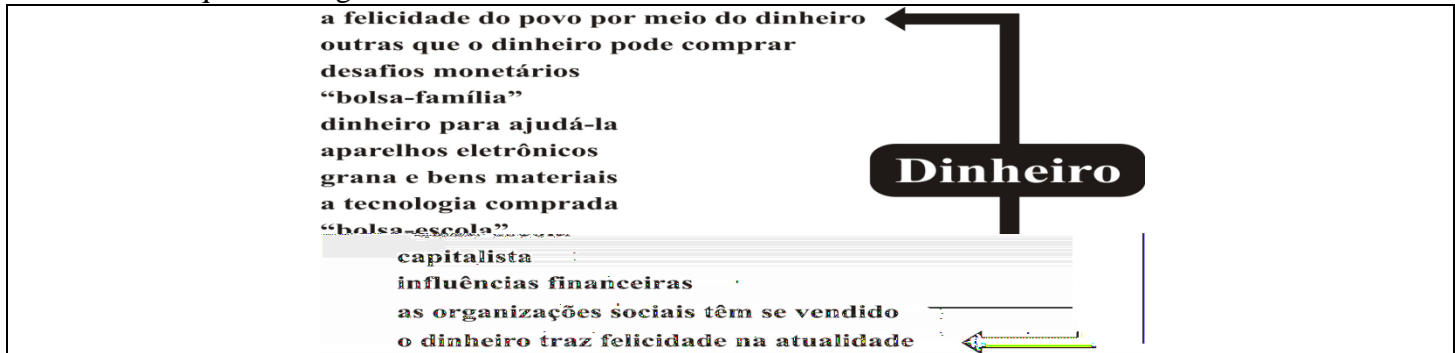 a felicidade do povo por meio do dinheiro
outras que o dinheiro pode comprar
desafios monetários
“bolsa-família”
dinheiro para ajudá-la
aparelhos eletrônicos
Dinheiro
grana e bens materiais
a tecnologia comprada
“bolsa-escola”
capitalista
influências financeiras
as organizações sociais têm se vendido
o dinheiro traz felicidade na atualidade